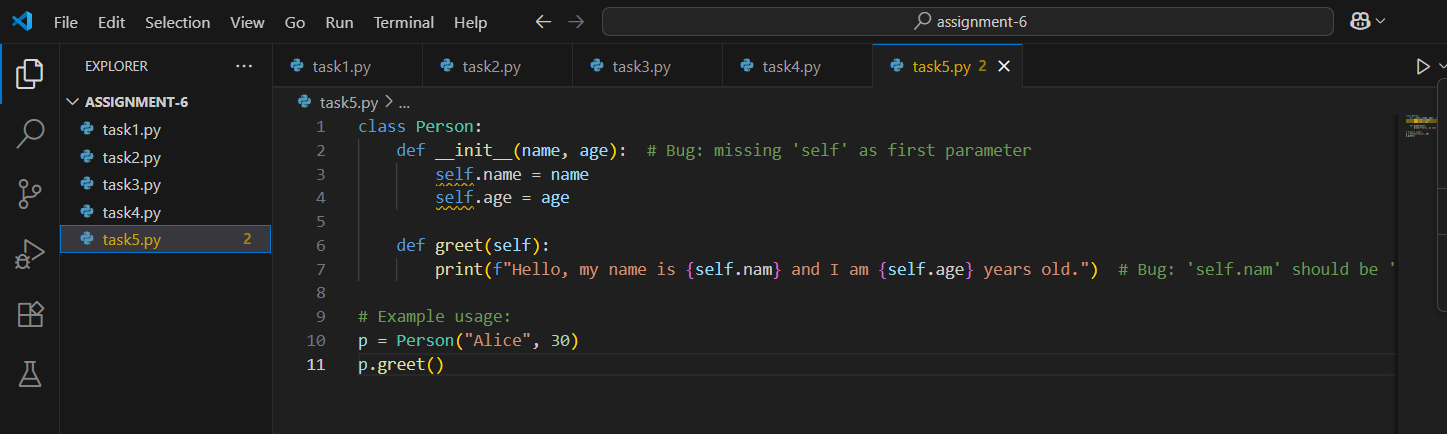 File Edit Selection View Go Run Terminal Help assignment-6
EXPLORER ...
task1.py task2.py task3.py task4.py task5.py 2
ASSIGNMENT-6
task1.py
task2.py
task3.py
task4.py
task5.py 2
task5.py > ...
1 class Person:
2     def __init__(name, age):  # Bug: missing 'self' as first parameter
3         self.name = name
4         self.age = age
5
6     def greet(self):
7         print(f"Hello, my name is {self.nam} and I am {self.age} years old.")  # Bug: 'self.nam' should be '
8
9 # Example usage:
10 p = Person("Alice", 30)
11 p.greet()